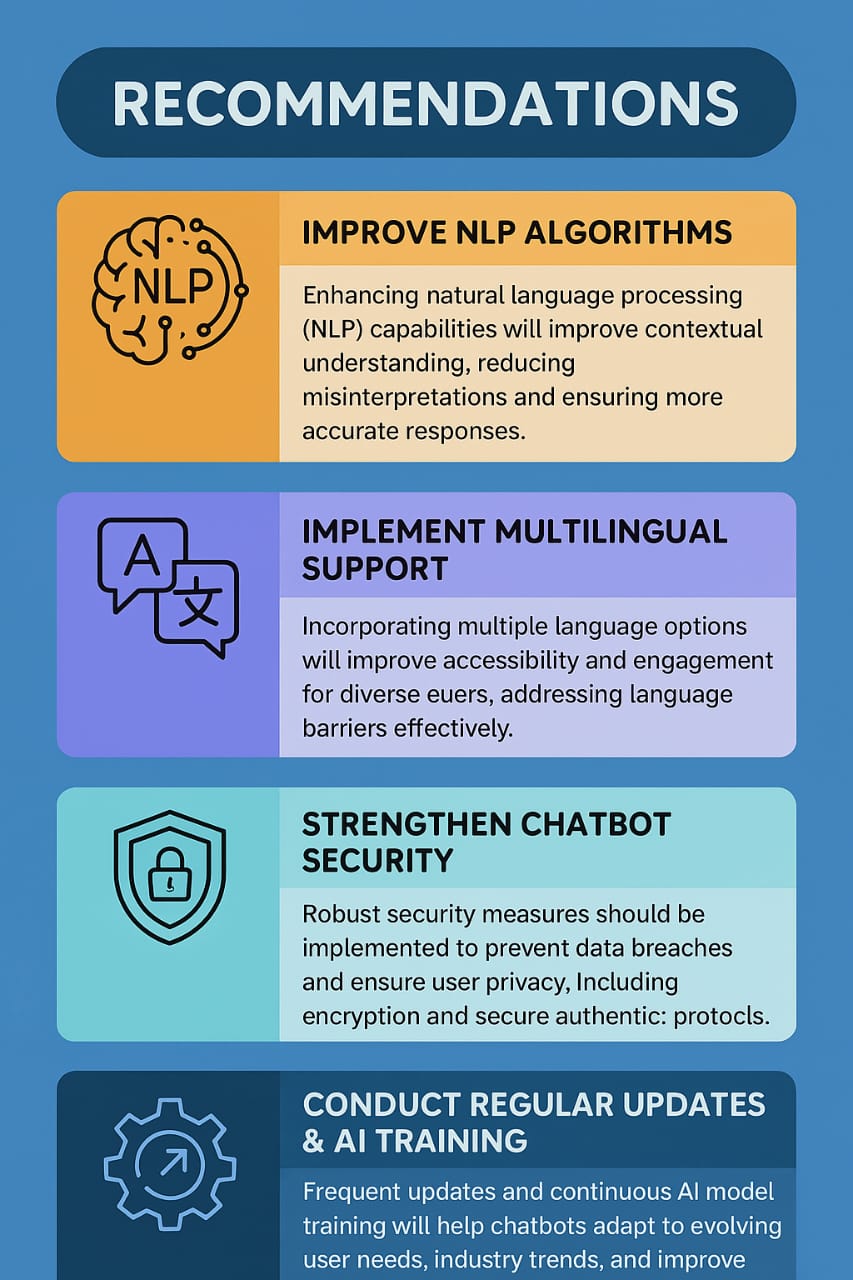 RECOMMENDATIONS
NLP
IMPROVE NLP ALGORITHMS
Enhancing natural language processing
(NLP) capabilities will improve contextual
understanding, reducing
misinterpretations and ensuring more
accurate responses.
A
文
IMPLEMENT MULTILINGUAL
SUPPORT
Incorporating multiple language options
will improve accessibility and engagement
for diverse euers, addressing language
barriers effectively.
STRENGTHEN CHATBOT
SECURITY
Robust security measures should be
implemented to prevent data breaches
and ensure user privacy, Including
encryption and secure authentic: protocls.
CONDUCT REGULAR UPDATES
& AI TRAINING
Frequent updates and continuous AI model
training will help chatbots adapt to evolving
user needs, industry trends, and improve